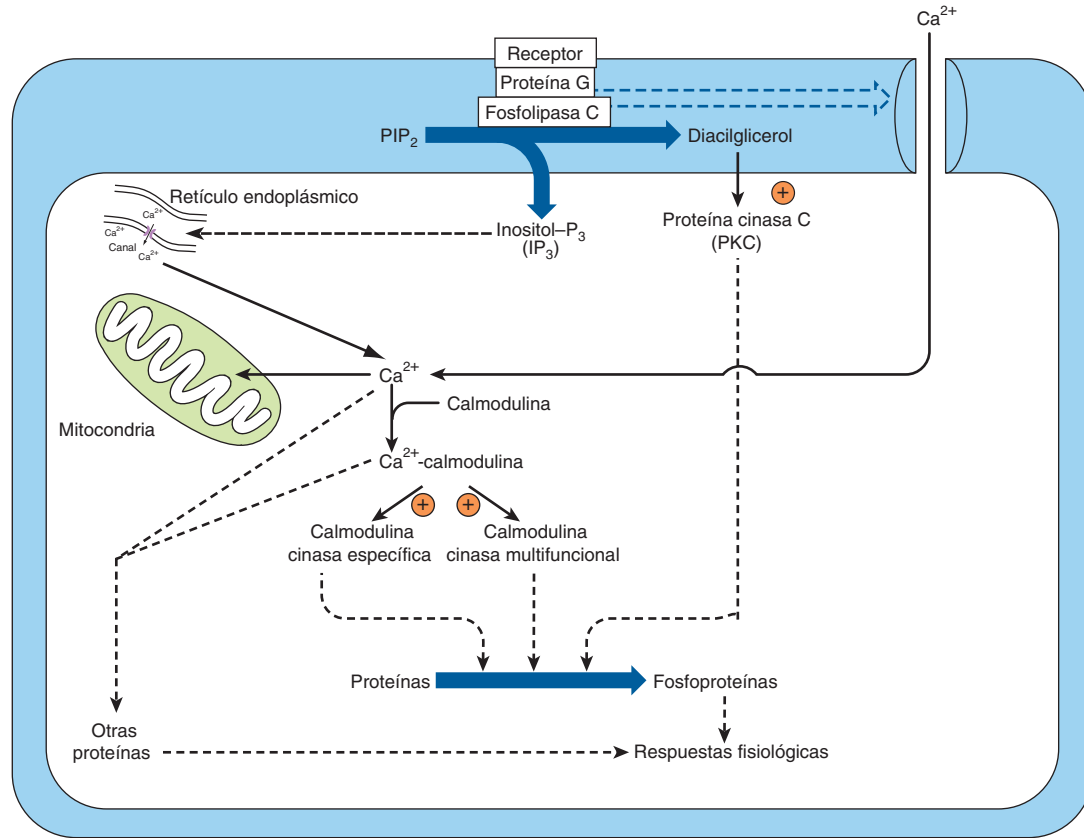 Ca²⁺
Receptor
Proteína G
Fosfolipasa C
PIP₂
Diacilglicerol
+
Retículo endoplásmico
Ca²⁺
Ca²⁺
Canal
Ca²⁺
Inositol–P₃
(IP₃)
Proteína cinasa C
(PKC)
Ca²⁺
Calmodulina
Mitocondria
Ca²⁺-calmodulina
+
+
Calmodulina
cinasa específica
Calmodulina
cinasa multifuncional
Proteínas
Fosfoproteínas
Otras
proteínas
Respuestas fisiológicas